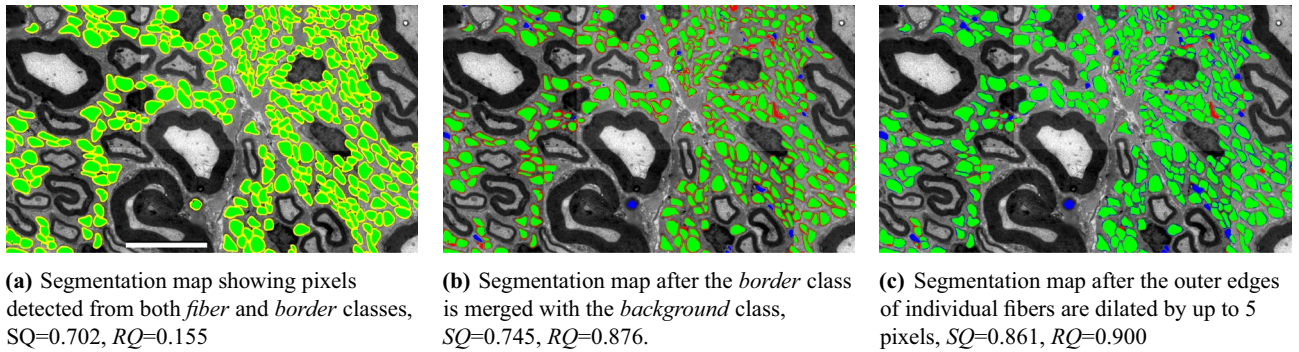 (a) Segmentation map showing pixels
detected from both fiber and border classes,
SQ=0.702, RQ=0.155
(b) Segmentation map after the border class
is merged with the background class,
SQ=0.745, RQ=0.876.
(c) Segmentation map after the outer edges
of individual fibers are dilated by up to 5
pixels, SQ=0.861, RQ=0.900